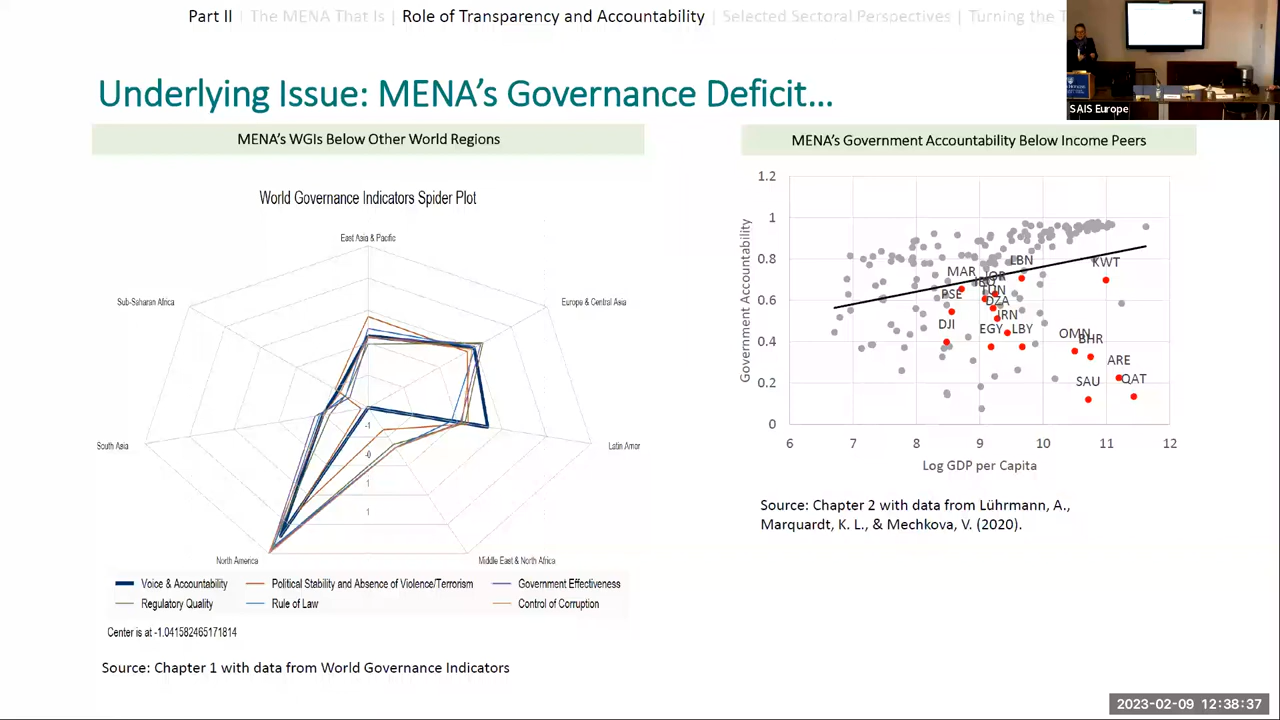 Part II | The MENA That Is | Role of Transparency and Accountability | Selected Sectoral Perspectives | Turning the T
SAIS Europe
Underlying Issue: MENA's Governance Deficit...
MENA's WGIs Below Other World Regions
World Governance Indicators Spider Plot
East Asia & Pacific
Sub-Saharan Africa
Europe & Central Asia
South Asia
Latin Amer
North America
Middle East & North Africa
-1
-0
1
1
Voice & Accountability
Political Stability and Absence of Violence/Terrorism
Government Effectiveness
Regulatory Quality
Rule of Law
Control of Corruption
Center is at -1.041582465171814
Source: Chapter 1 with data from World Governance Indicators
MENA's Government Accountability Below Income Peers
Government Accountability
1.2
1
0.8
0.6
0.4
0.2
0
LBN
KWT
MAR
JOR
TUN
PSE
DZA
IRN
DJI
EGY
LBY
OMN
BHR
ARE
SAU
QAT
6 7 8 9 10 11 12
Log GDP per Capita
Source: Chapter 2 with data from Lührmann, A.,
Marquardt, K. L., & Mechkova, V. (2020).
2023-02-09 12:38:37